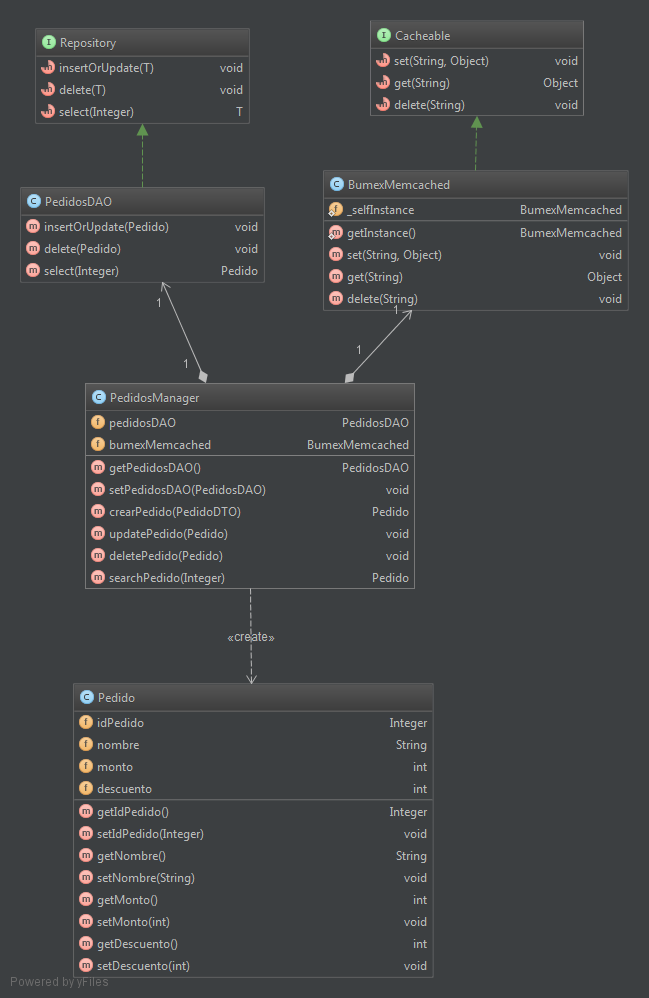 Repository
insertOrUpdate(T) void
delete(T) void
select(Integer) T
Cacheable
set(String, Object) void
get(String) Object
delete(String) void
PedidosDAO
insertOrUpdate(Pedido) void
delete(Pedido) void
select(Integer) Pedido
BumexMemcached
_selfInstance BumexMemcached
getInstance() BumexMemcached
set(String, Object) void
get(String) Object
delete(String) void
1
1
1
1
PedidosManager
pedidosDAO PedidosDAO
bumexMemcached BumexMemcached
getPedidosDAO() PedidosDAO
setPedidosDAO(PedidosDAO) void
crearPedido(PedidoDTO) Pedido
updatePedido(Pedido) void
deletePedido(Pedido) void
searchPedido(Integer) Pedido
«create»
Pedido
idPedido Integer
nombre String
monto int
descuento int
getIdPedido() Integer
setIdPedido(Integer) void
getNombre() String
setNombre(String) void
getMonto() int
setMonto(int) void
getDescuento() int
setDescuento(int) void
Powered by yFiles